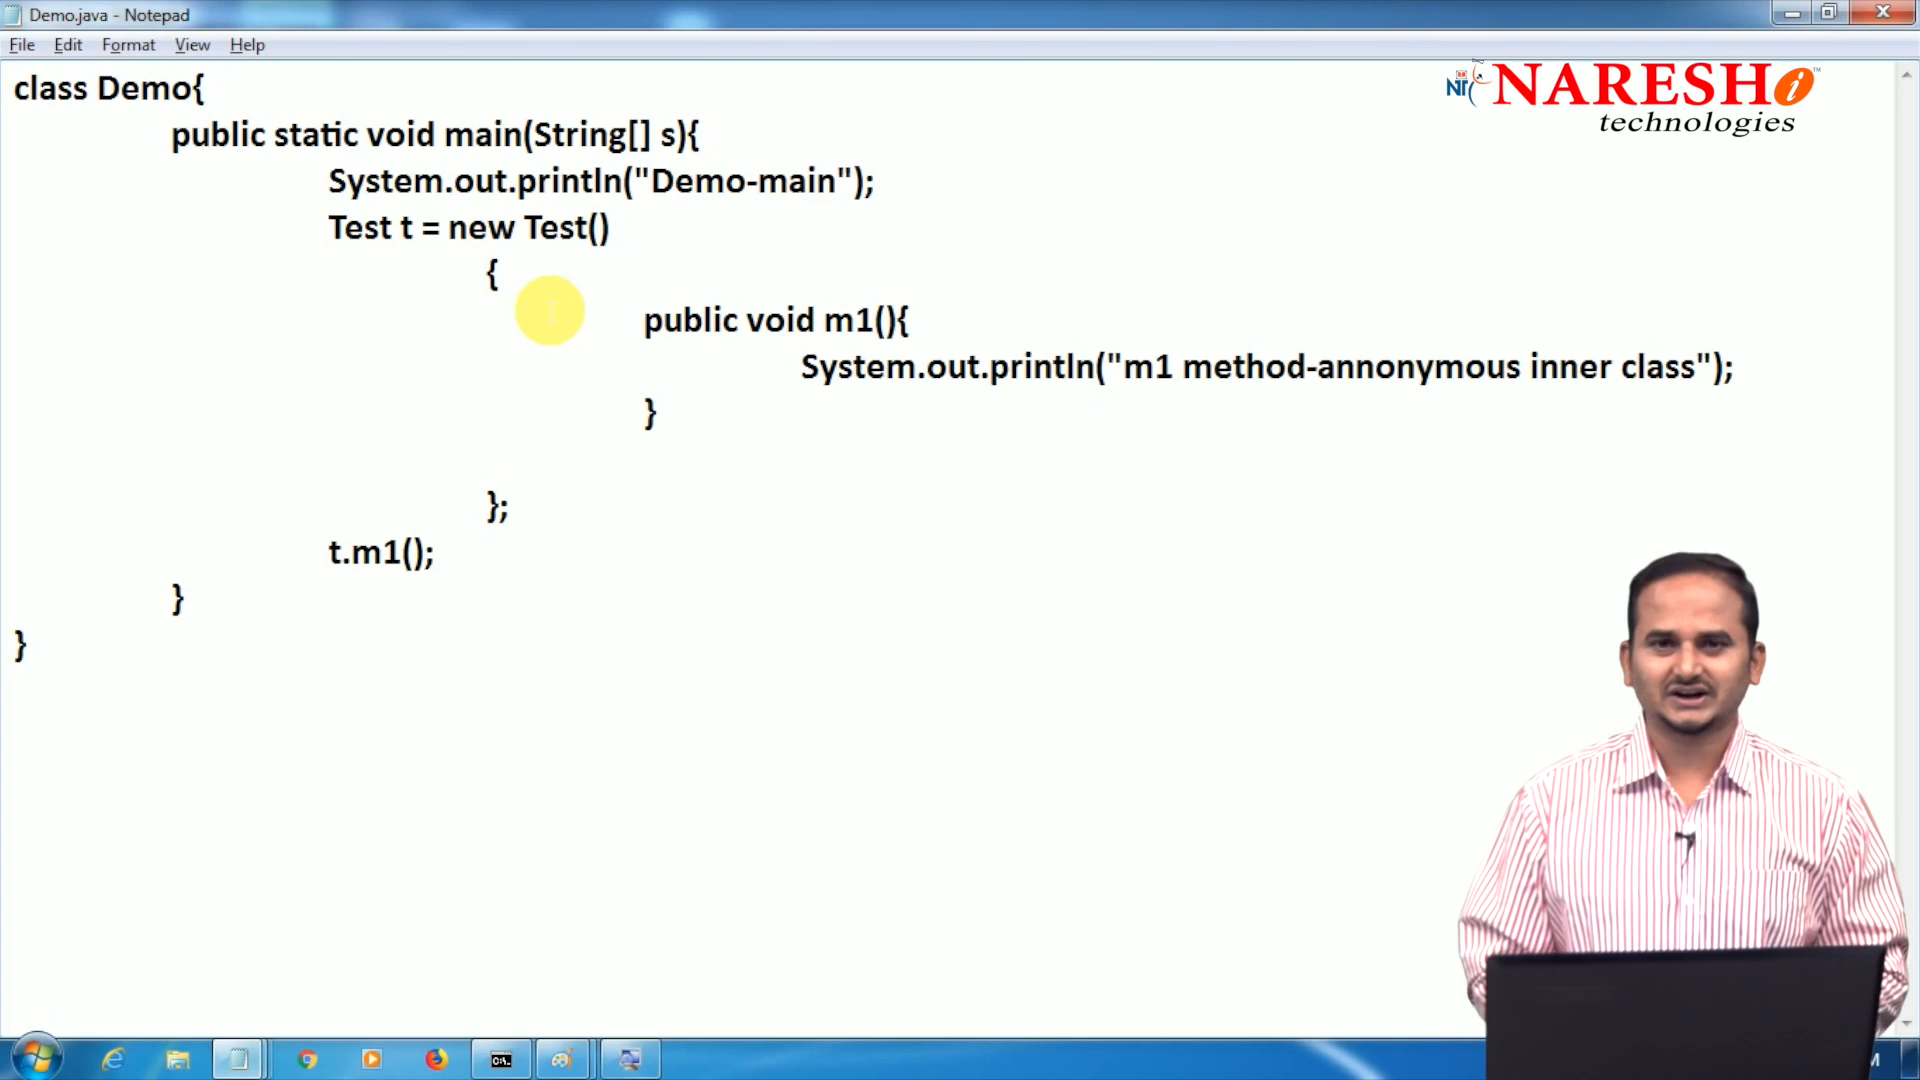 Demo.java - Notepad
File Edit Format View Help
class Demo{
public static void main(String[] s){
System.out.println("Demo-main");
Test t = new Test()
{
public void m1(){
System.out.println("m1 method-annonymous inner class");
}
};
t.m1();
}
}
NT NARESH i
technologies
C:\.
M